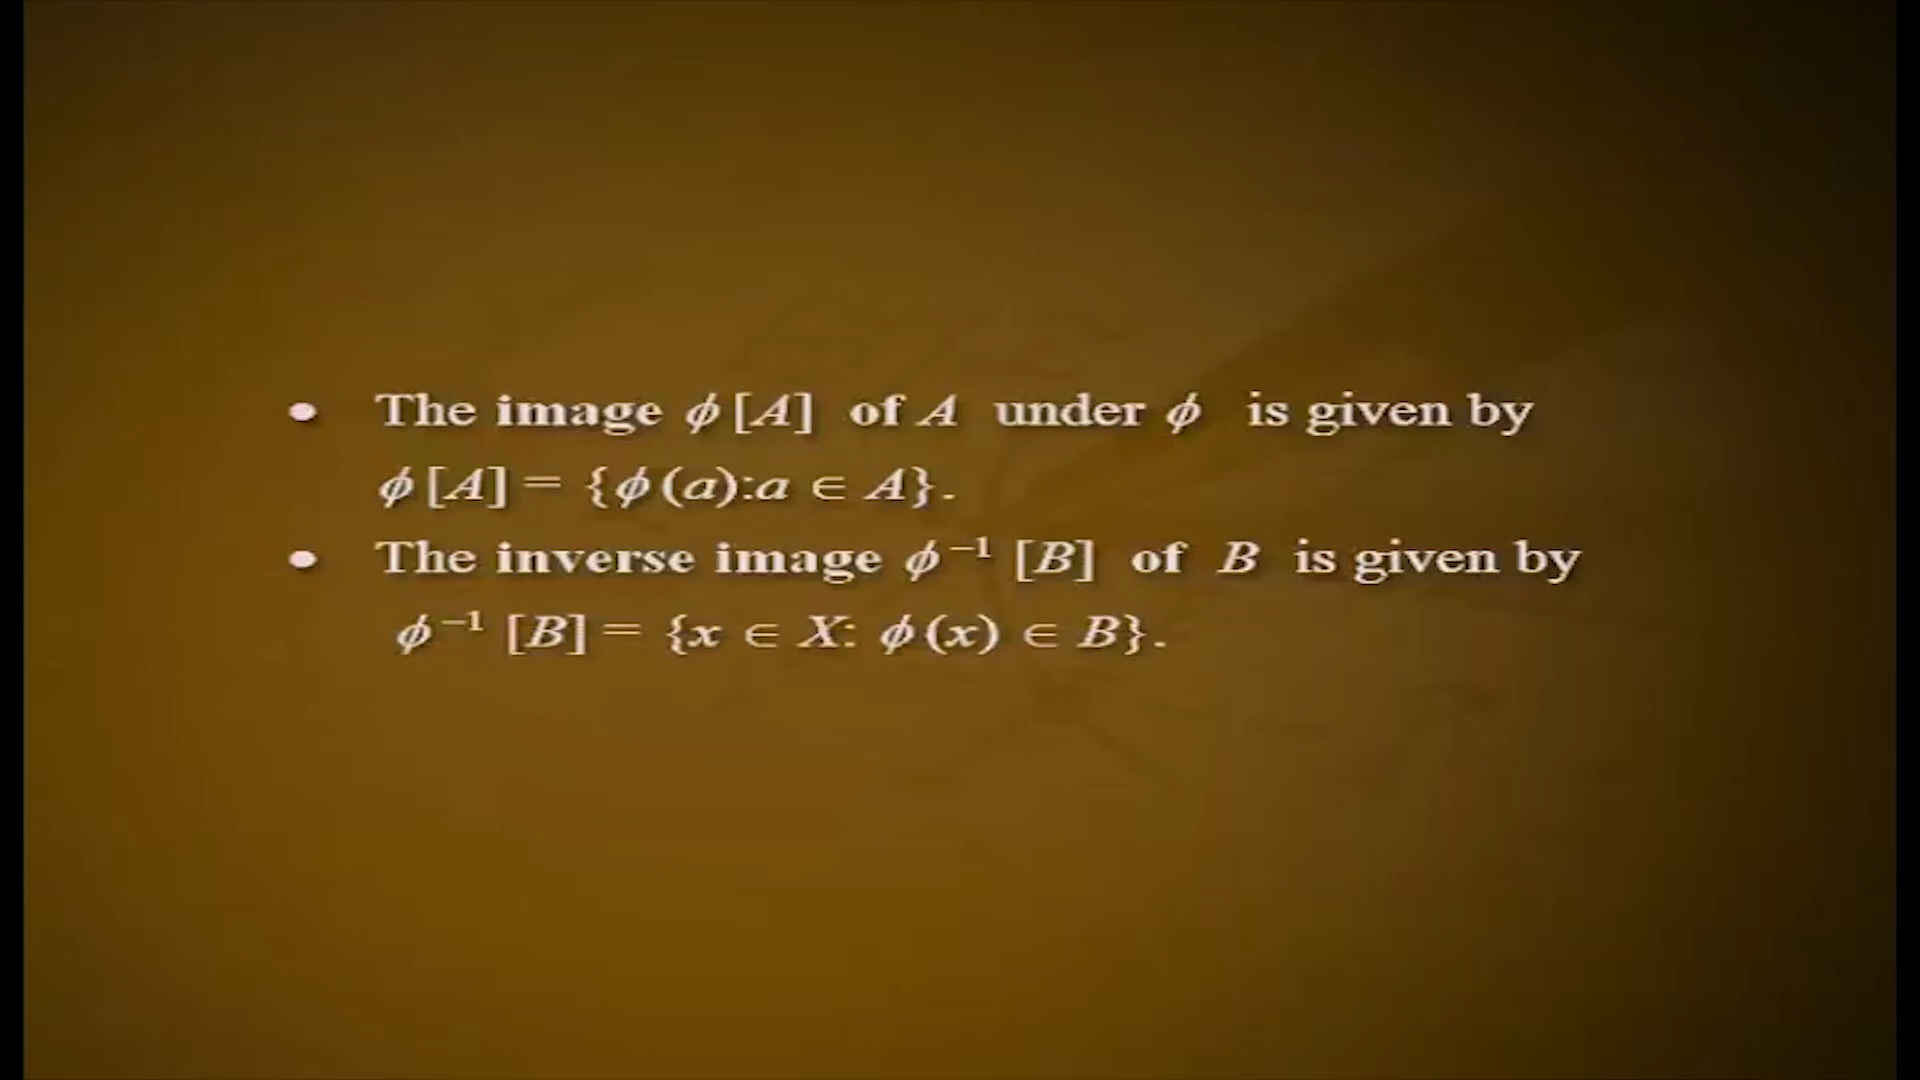 • The image ϕ[A] of A under ϕ is given by
ϕ[A] = {ϕ(a):a ∈ A}.
• The inverse image ϕ⁻¹ [B] of B is given by
ϕ⁻¹ [B] = {x ∈ X: ϕ(x) ∈ B}.